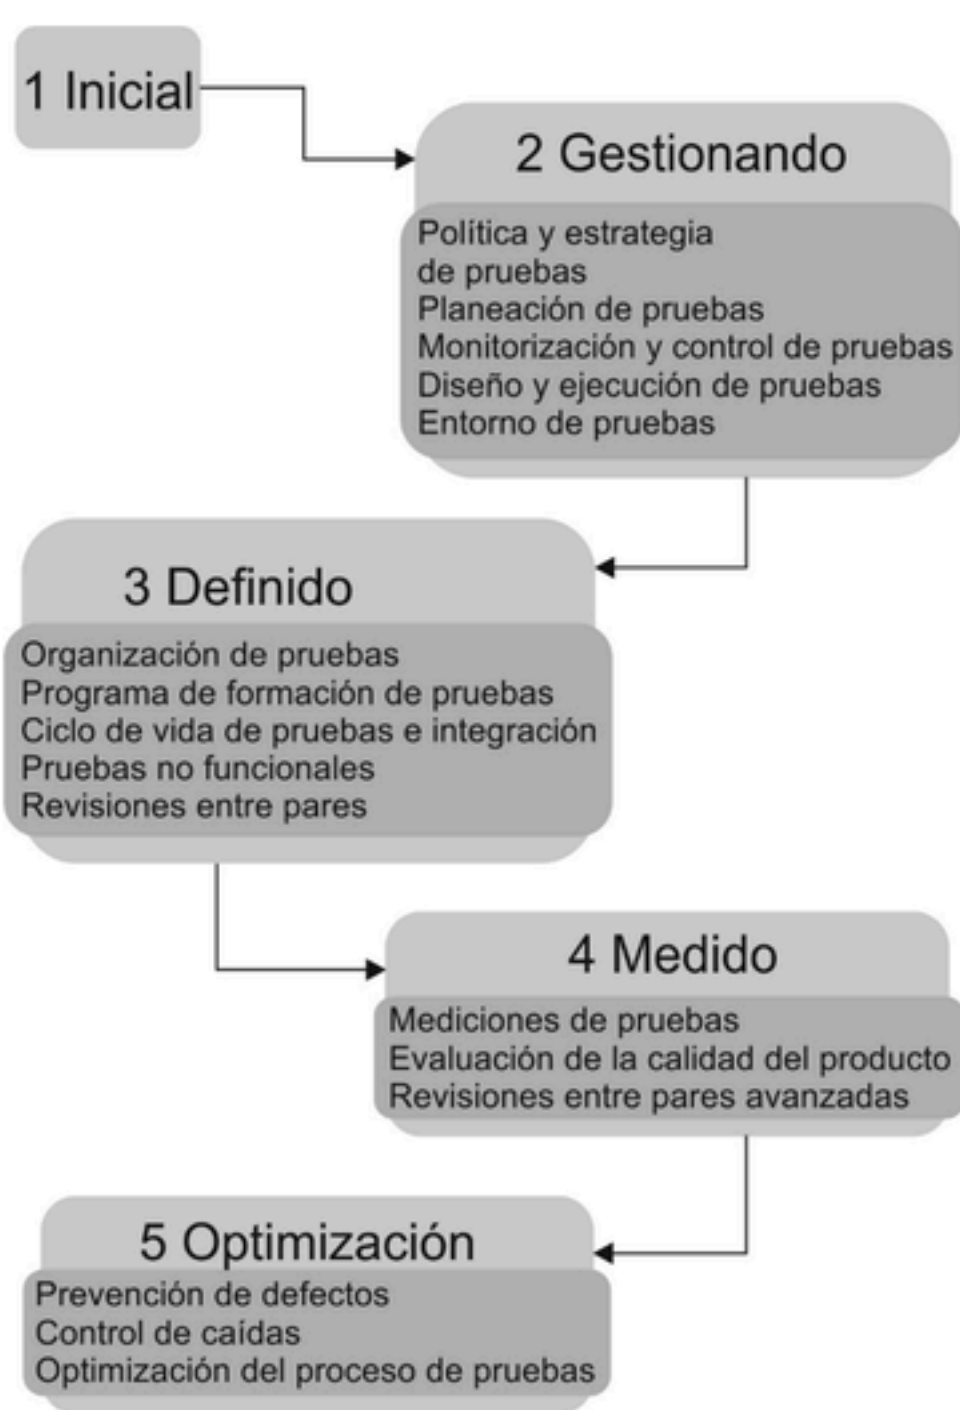 1 Inicial
2 Gestionando
Política y estrategia
de pruebas
Planeación de pruebas
Monitorización y control de pruebas
Diseño y ejecución de pruebas
Entorno de pruebas
3 Definido
Organización de pruebas
Programa de formación de pruebas
Ciclo de vida de pruebas e integración
Pruebas no funcionales
Revisiones entre pares
4 Medido
Mediciones de pruebas
Evaluación de la calidad del producto
Revisiones entre pares avanzadas
5 Optimización
Prevención de defectos
Control de caídas
Optimización del proceso de pruebas